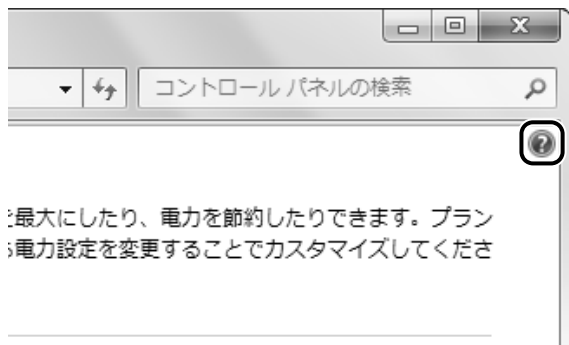 コントロール パネルの検索
最大にしたり、電力を節約したりできます。プラン
電力設定を変更することでカスタマイズしてくださ